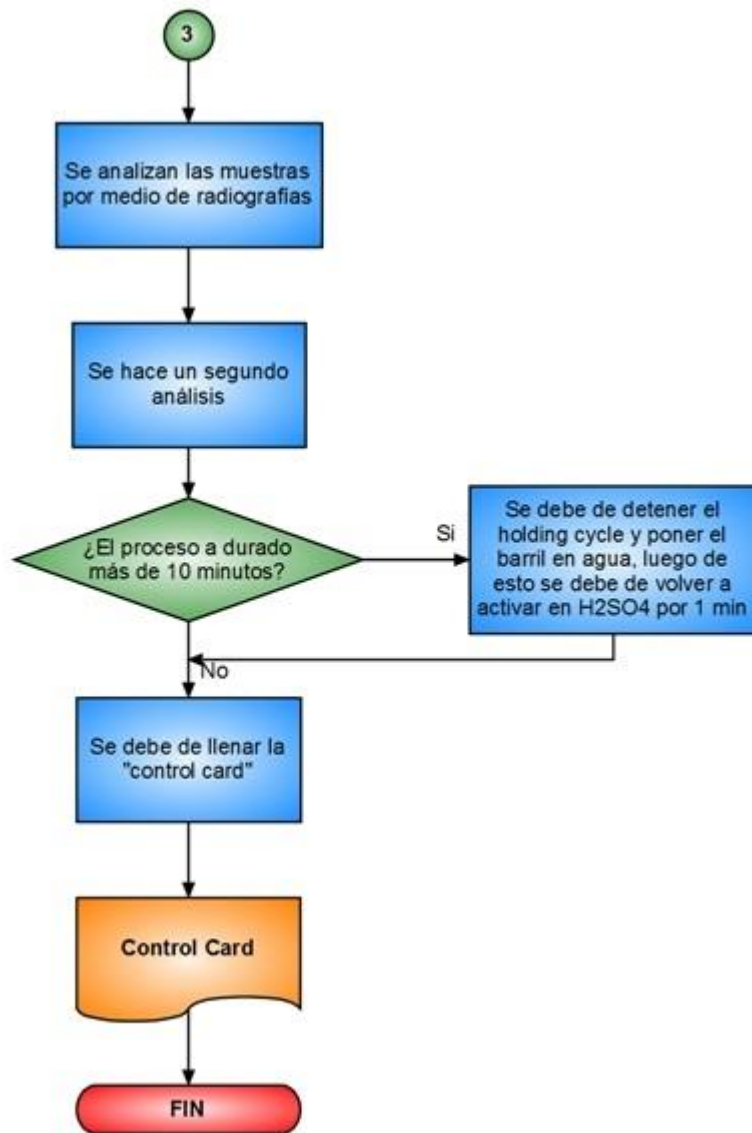 3
Se analizan las muestras
por medio de radiografías
Se hace un segundo
análisis
¿El proceso a durado
más de 10 minutos?
Si
Se debe de detener el
holding cycle y poner el
barril en agua, luego de
esto se debe de volver a
activar en H2SO4 por 1 min
No
Se debe de llenar la
"control card"
Control Card
FIN